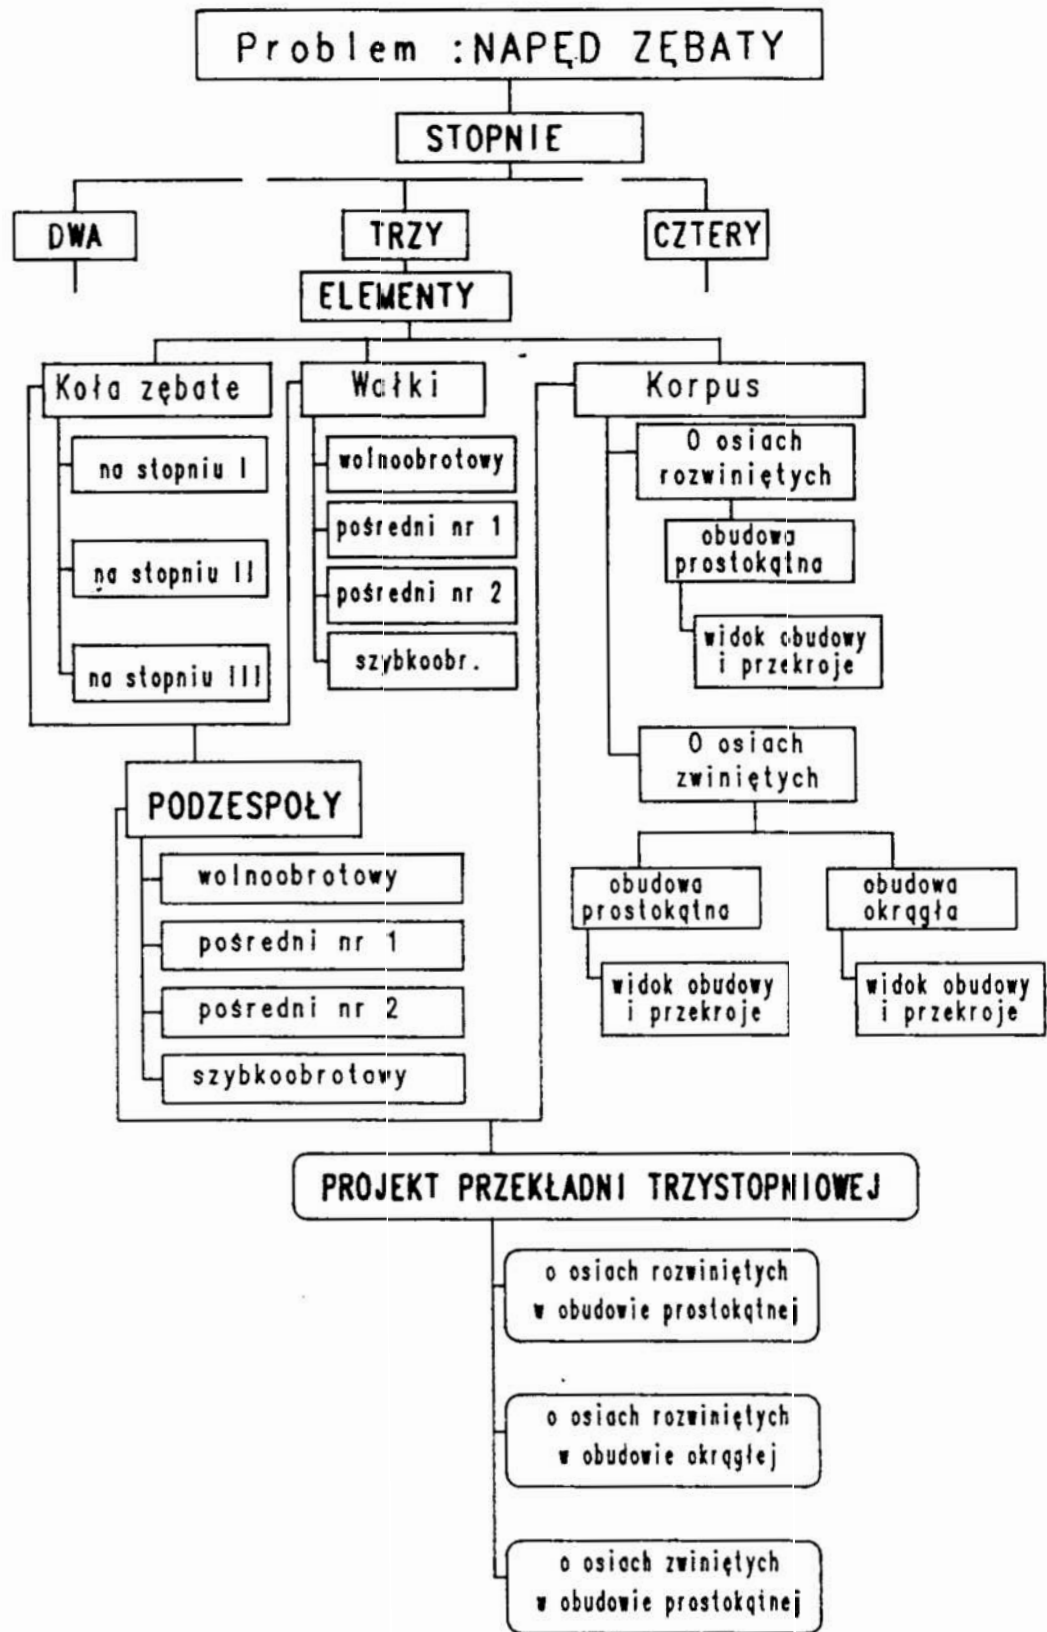 Problem :NAPĘD ZĘBATY
STOPNIE
DWA
TRZY
CZTERY
ELEMENTY
Koła zębate
na stopniu I
na stopniu II
na stopniu III
Wałki
wolnoobrotowy
pośredni nr 1
pośredni nr 2
szybkoobr.
Korpus
O osiach
rozwiniętych
obudowa
prostokątna
widok obudowy
i przekroje
O osiach
zwiniętych
obudowa
prostokątna
widok obudowy
i przekroje
obudowa
okrągła
widok obudowy
i przekroje
PODZESPOŁY
wolnoobrotowy
pośredni nr 1
pośredni nr 2
szybkoobrotowy
PROJEKT PRZEKŁADNI TRZYSTOPNIOWEJ
o osiach rozwiniętych
w obudowie prostokątnej
o osiach rozwiniętych
w obudowie okrągłej
o osiach zwiniętych
w obudowie prostokątnej